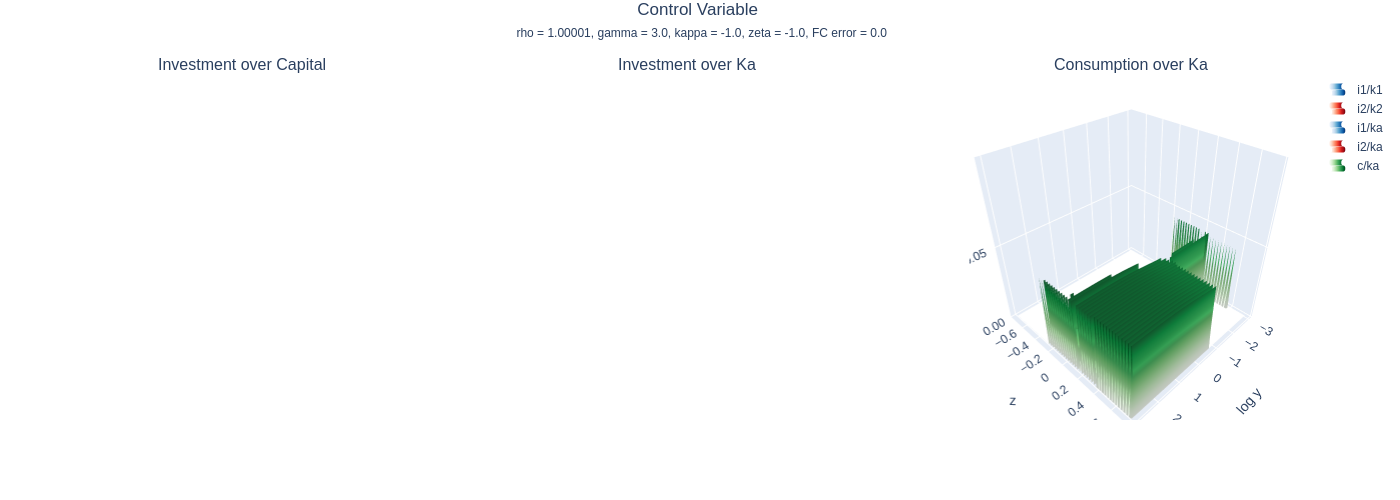 Control Variable
rho = 1.00001, gamma = 3.0, kappa = -1.0, zeta = -1.0, FC error = 0.0
Investment over Capital
Investment over Ka
Consumption over Ka
i1/k1
i2/k2
i1/ka
i2/ka
c/ka
0.00
−0.6
−0.4
−0.2
0
0.2
0.4
z
−3
−2
−1
0
1
2
log y